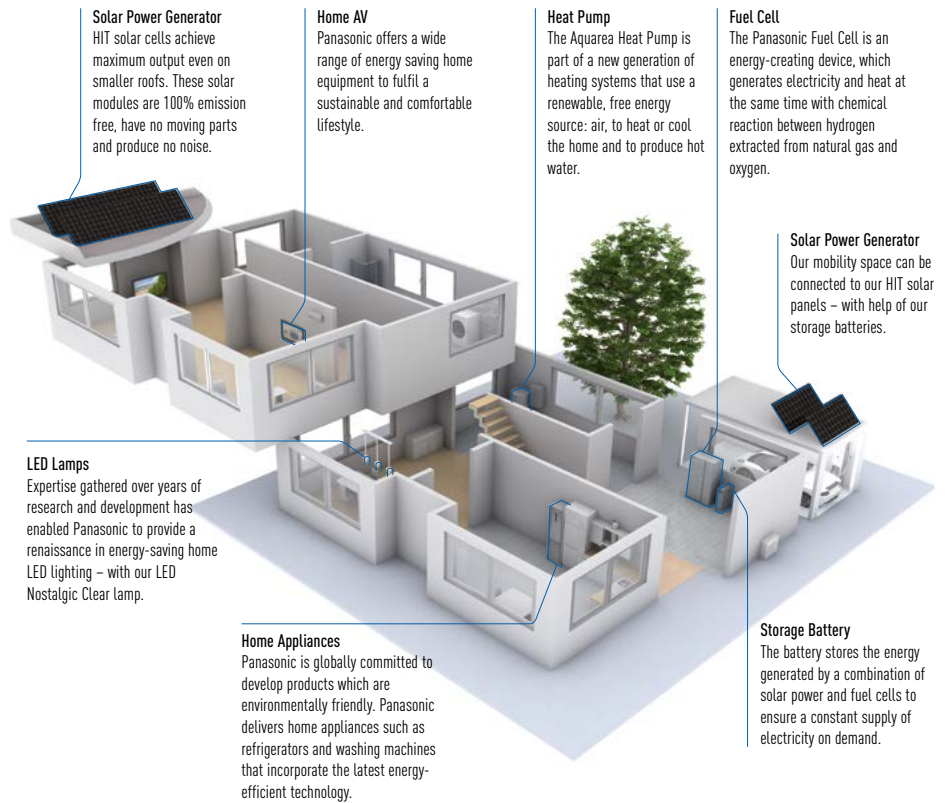 Solar Power Generator
HIT solar cells achieve
maximum output even on
smaller roofs. These solar
modules are 100% emission
free, have no moving parts
and produce no noise.
Home AV
Panasonic offers a wide
range of energy saving home
equipment to fulfil a
sustainable and comfortable
lifestyle.
Heat Pump
The Aquarea Heat Pump is
part of a new generation of
heating systems that use a
renewable, free energy
source: air, to heat or cool
the home and to produce hot
water.
Fuel Cell
The Panasonic Fuel Cell is an
energy-creating device, which
generates electricity and heat at
the same time with chemical
reaction between hydrogen
extracted from natural gas and
oxygen.
Solar Power Generator
Our mobility space can be
connected to our HIT solar
panels – with help of our
storage batteries.
LED Lamps
Expertise gathered over years of
research and development has
enabled Panasonic to provide a
renaissance in energy-saving home
LED lighting – with our LED
Nostalgic Clear lamp.
Home Appliances
Panasonic is globally committed to
develop products which are
environmentally friendly. Panasonic
delivers home appliances such as
refrigerators and washing machines
that incorporate the latest energy-
efficient technology.
Storage Battery
The battery stores the energy
generated by a combination of
solar power and fuel cells to
ensure a constant supply of
electricity on demand.